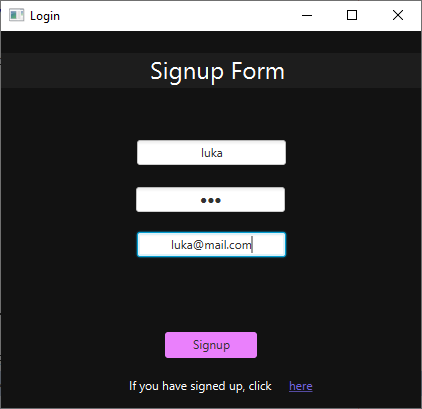 Login
Signup Form
luka
●●●
luka@mail.com
Signup
If you have signed up, click here